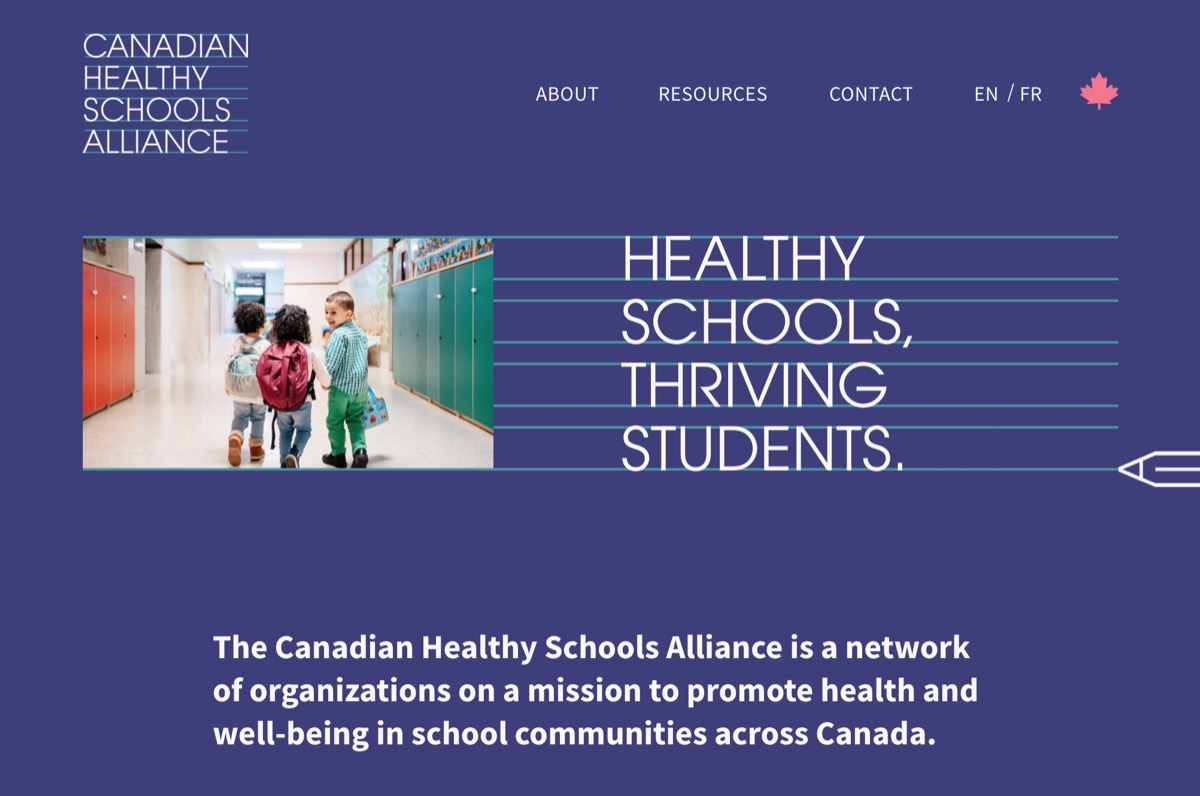 CANADIAN
HEALTHY
SCHOOLS
ALLIANCE
ABOUT RESOURCES CONTACT EN / FR
HEALTHY
SCHOOLS,
THRIVING
STUDENTS.
The Canadian Healthy Schools Alliance is a network
of organizations on a mission to promote health and
well-being in school communities across Canada.